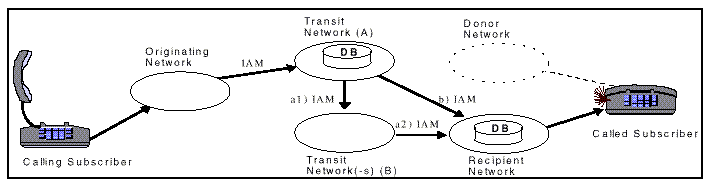 Transit
Network (A)
Donor
Network
Originating
Network
DB
IAM
a1) IAM
b) IAM
a2) IAM
DB
Called Subscriber
Calling Subscriber
Transit
Network(-s) (B)
Recipient
Network